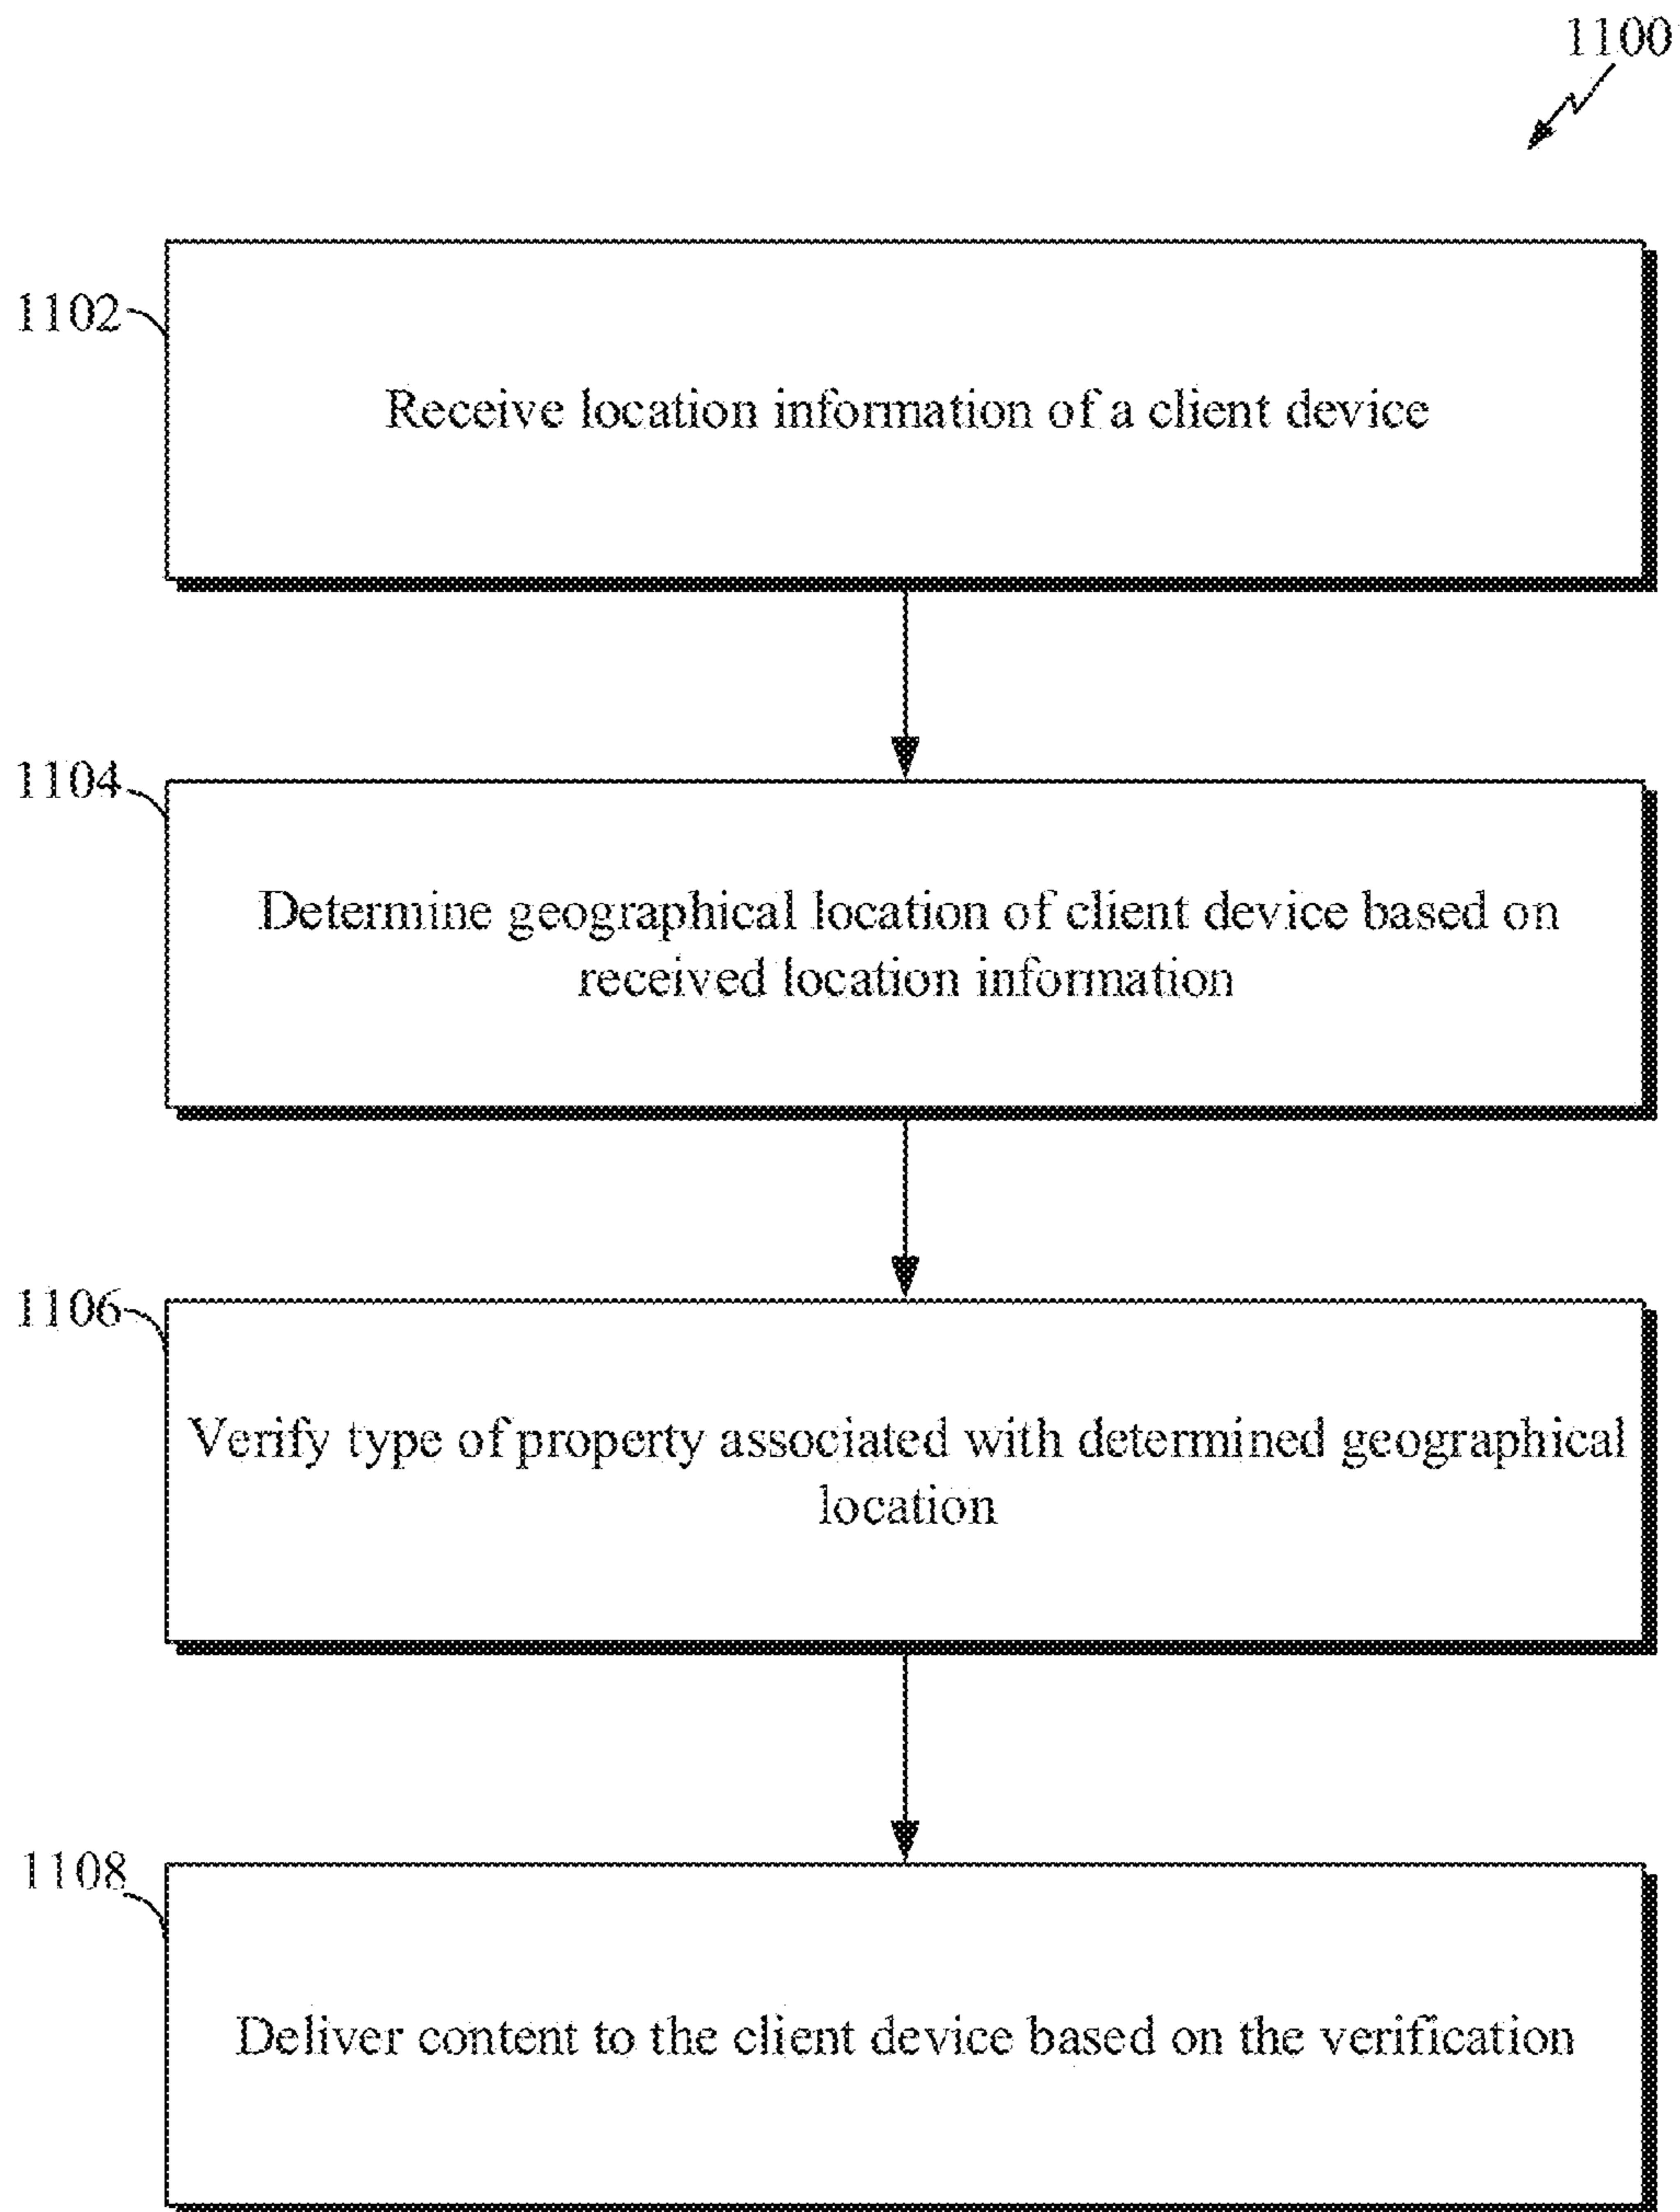 1100
1102
Receive location information of a client device
1104
Determine geographical location of client device based on
received location information
1106
Verify type of property associated with determined geographical
location
1108
Deliver content to the client device based on the verification